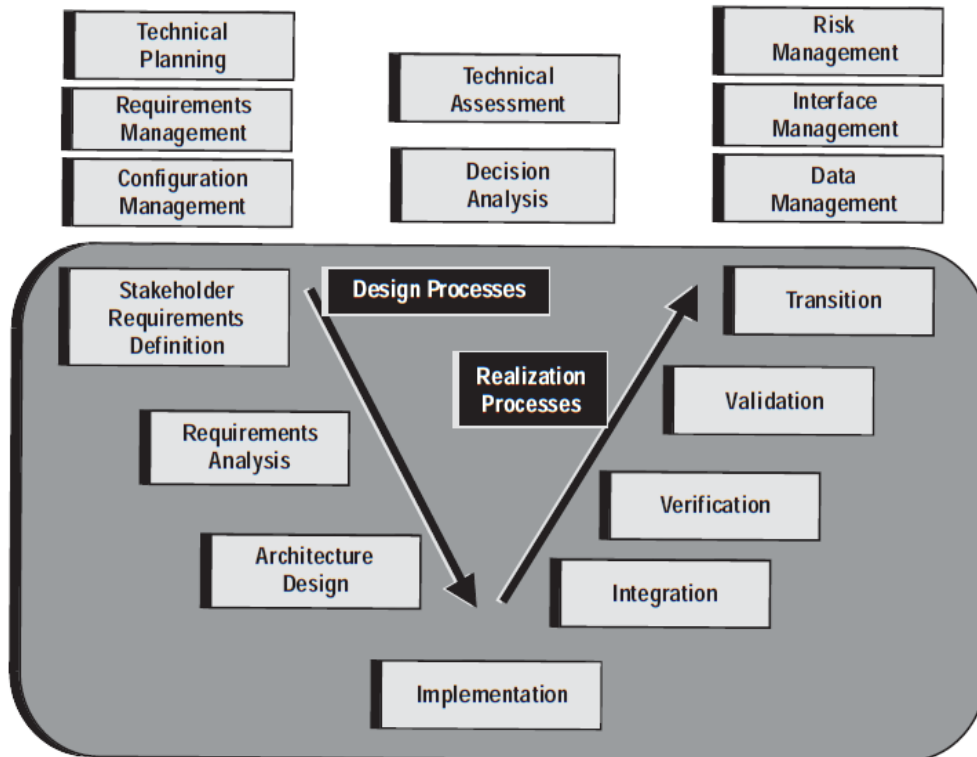 Technical
Planning
Requirements
Management
Configuration
Management
Technical
Assessment
Decision
Analysis
Risk
Management
Interface
Management
Data
Management
Stakeholder
Requirements
Definition
Design Processes
Transition
Realization
Processes
Validation
Requirements
Analysis
Verification
Architecture
Design
Integration
Implementation